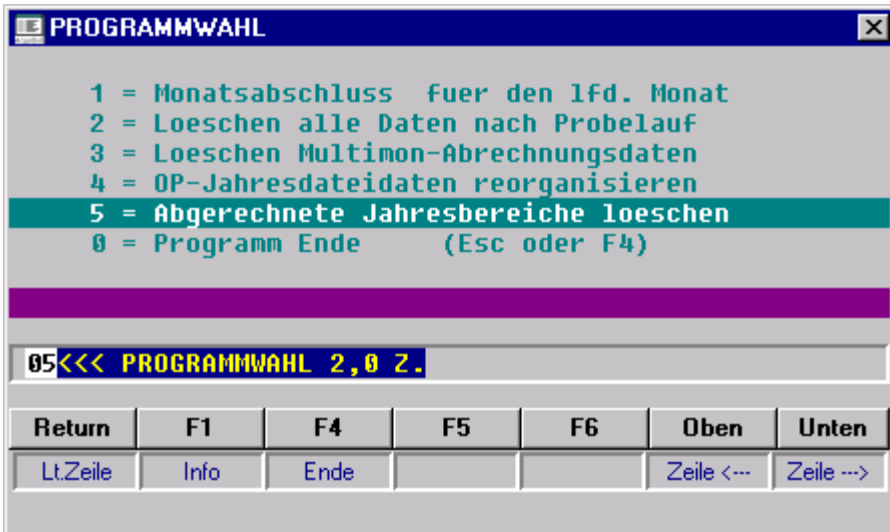 PROGRAMMWAHL
1 = Monatsabschluss fuer den lfd. Monat
2 = Loeschen alle Daten nach Probelauf
3 = Loeschen Multimon-Abrechnungsdaten
4 = OP-Jahresdateidaten reorganisieren
5 = Abgerechnete Jahresbereiche loeschen
0 = Programm Ende (Esc oder F4)
05<<< PROGRAMMWAHL 2,0 Z.
Return F1 F4 F5 F6 Oben Unten
Lt.Zeile Info Ende Zeile <--- Zeile --->